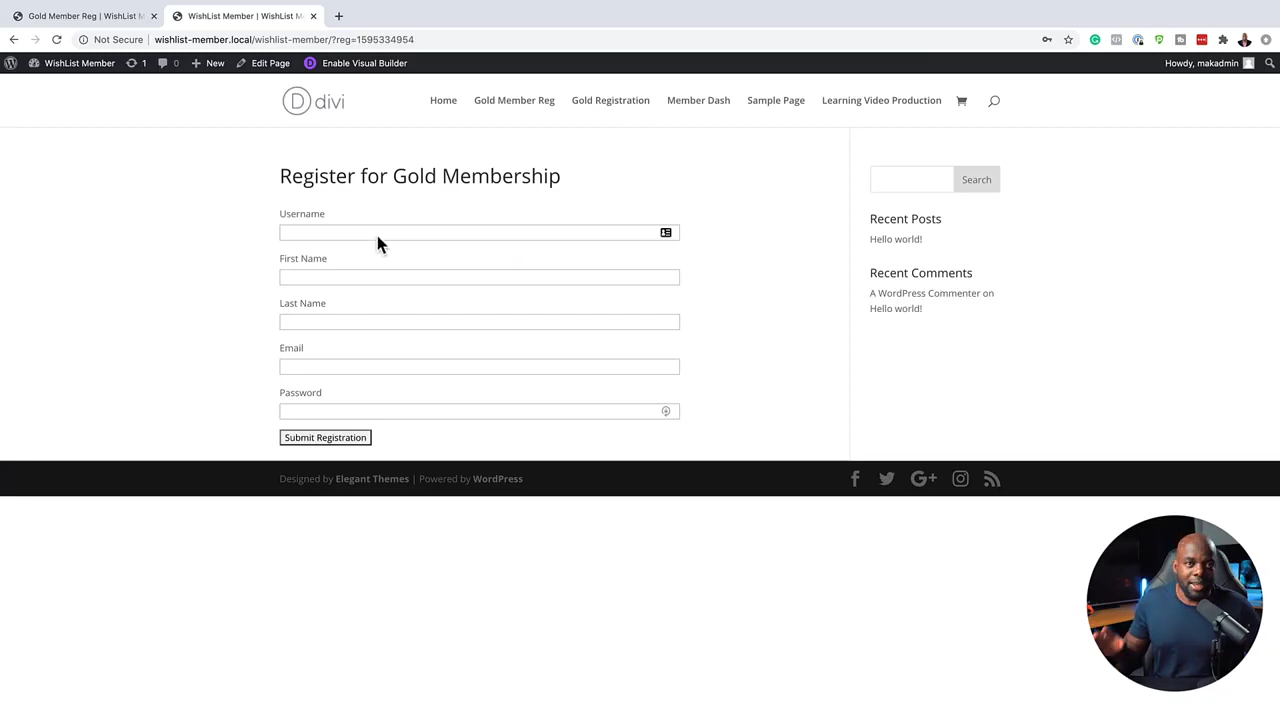 Gold Member Reg | WishList M
WishList Member | WishList M
Not Secure
wishlist-member.local/wishlist-member/?reg=1595334954
WishList Member
1
0
New
Edit Page
D
Enable Visual Builder
Howdy, makadmin
D divi
Home
Gold Member Reg
Gold Registration
Member Dash
Sample Page
Learning Video Production
Register for Gold Membership
Username
First Name
Last Name
Email
Password
Submit Registration
Search
Recent Posts
Hello world!
Recent Comments
A WordPress Commenter on
Hello world!
Designed by Elegant Themes | Powered by WordPress